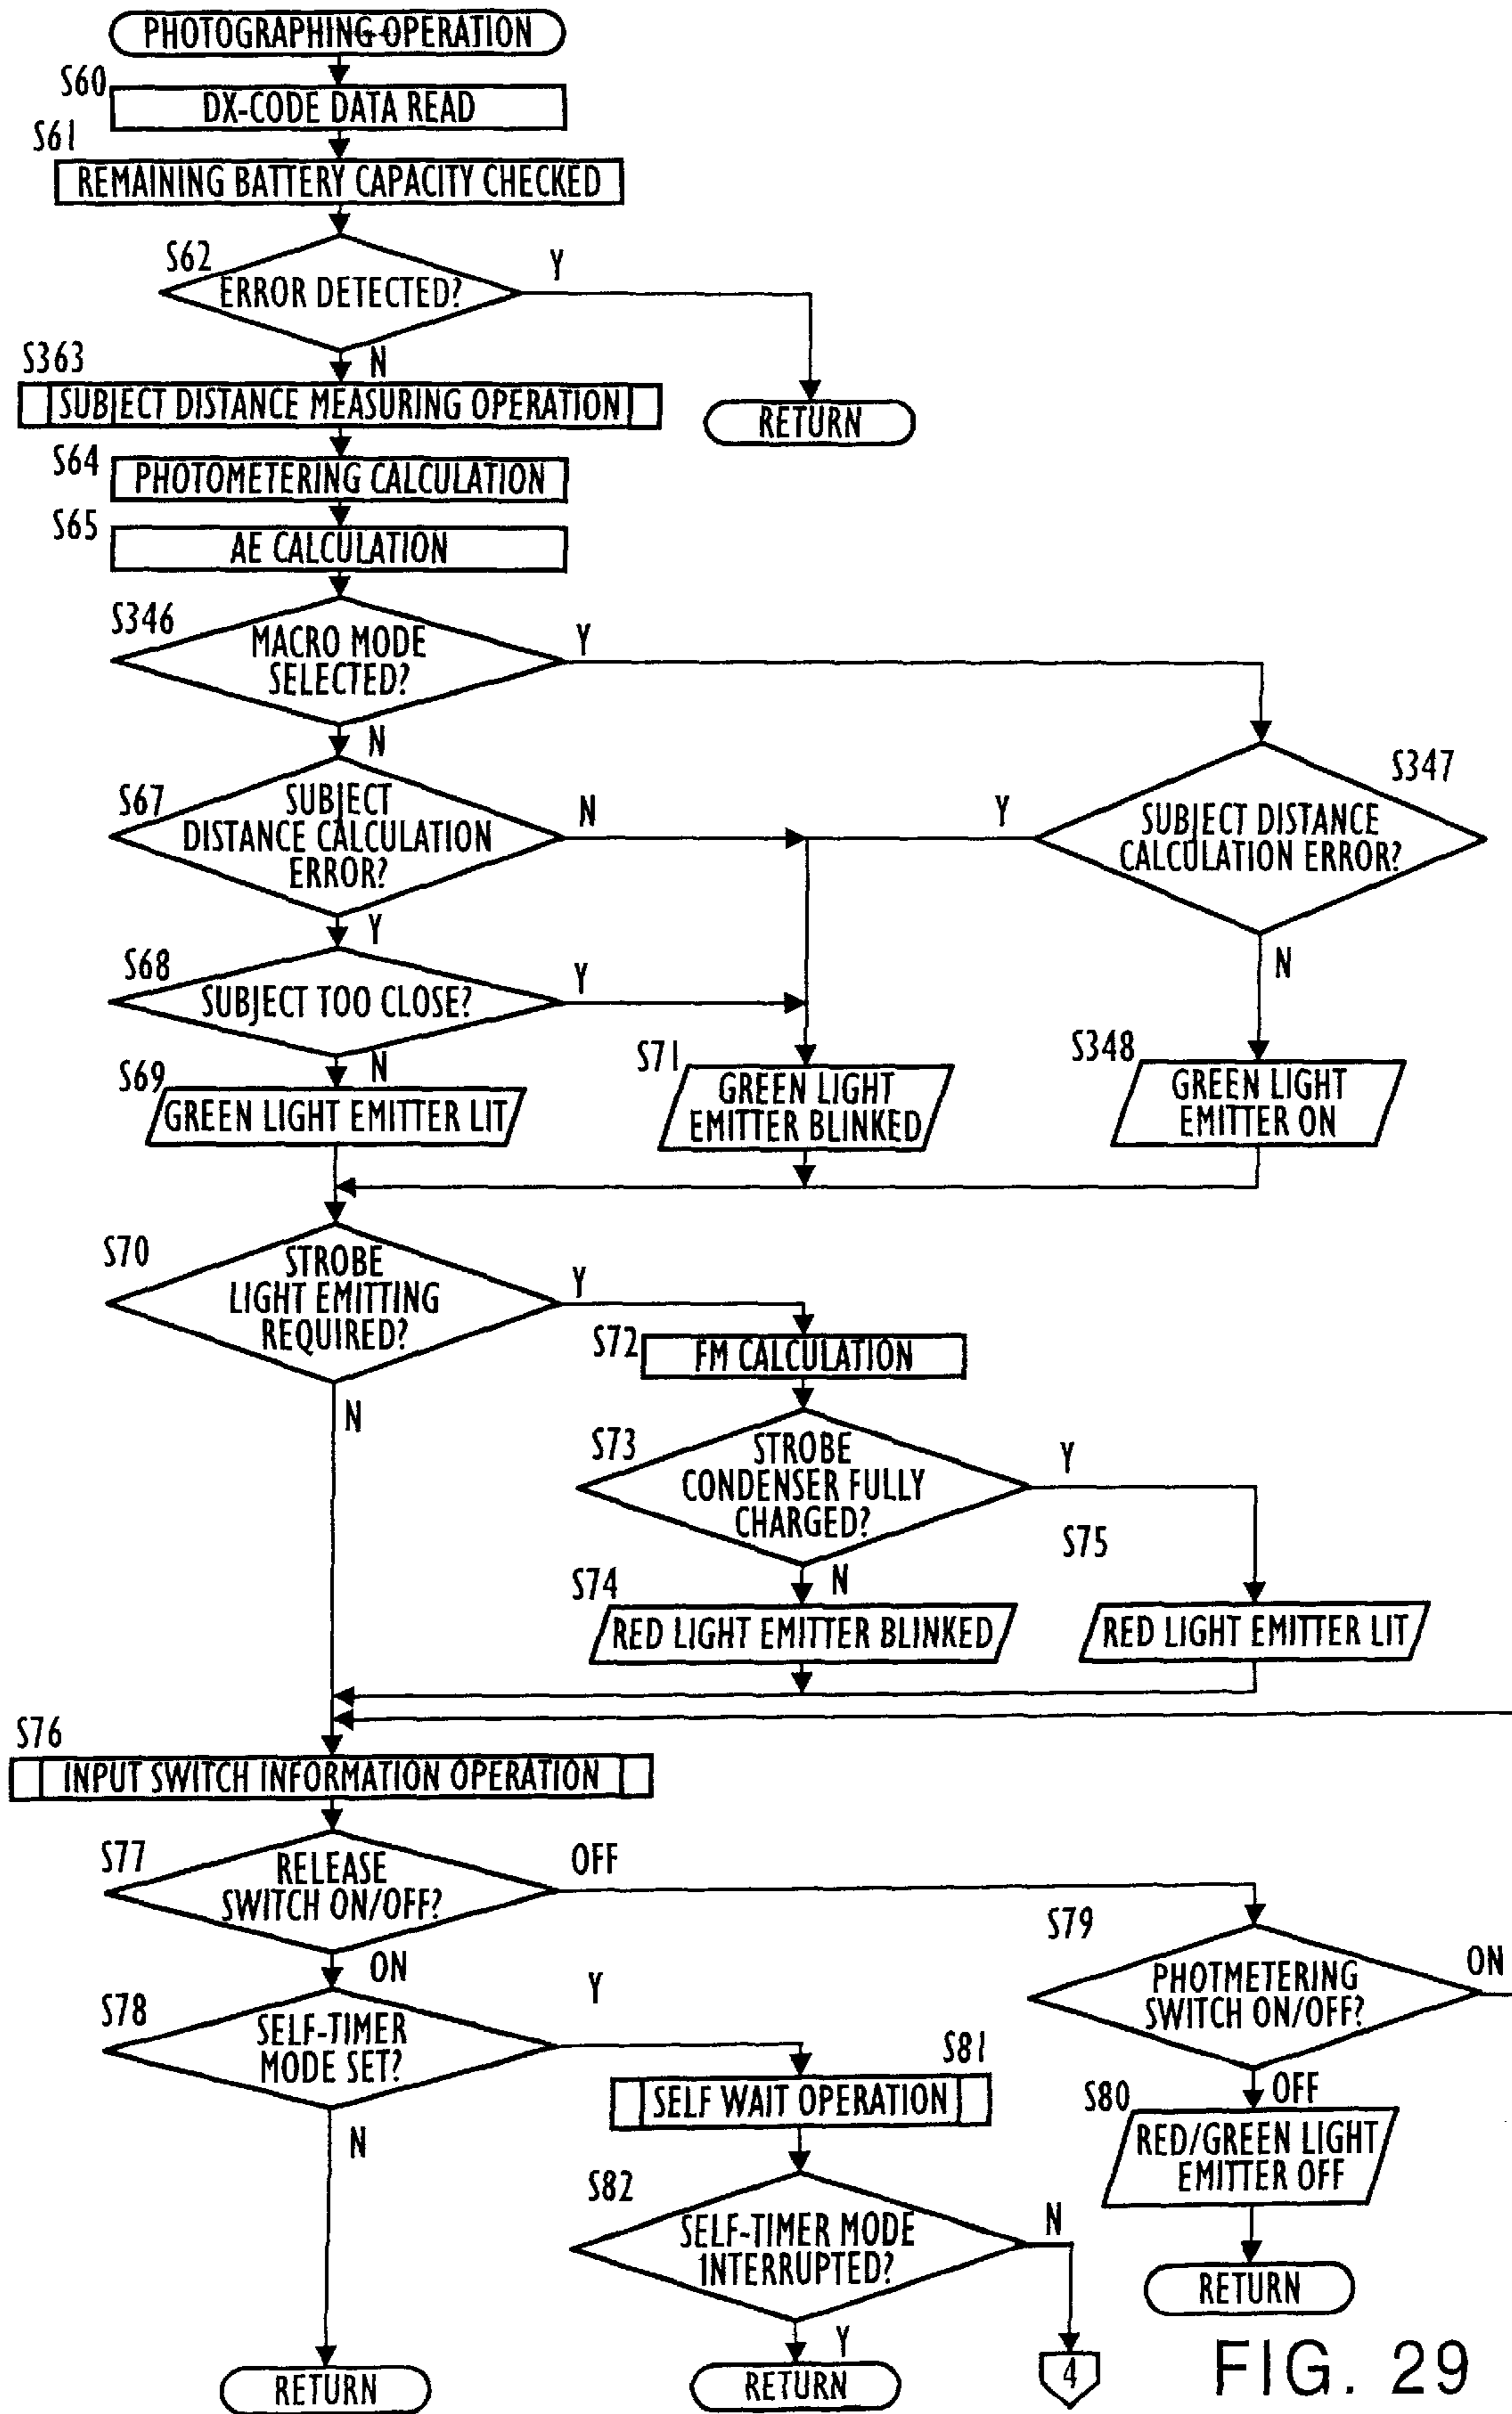 PHOTOGRAPHING OPERATION
S60
DX-CODE DATA READ
S61
REMAINING BATTERY CAPACITY CHECKED
S62
ERROR DETECTED?
Y
N
S363
SUBJECT DISTANCE MEASURING OPERATION
RETURN
S64
PHOTOMETERING CALCULATION
S65
AE CALCULATION
S346
MACRO MODE
SELECTED?
Y
N
S67
SUBJECT
DISTANCE CALCULATION
ERROR?
N
Y
S347
SUBJECT DISTANCE
CALCULATION ERROR?
Y
N
S68
SUBJECT TOO CLOSE?
Y
N
S69
GREEN LIGHT EMITTER LIT
S71
GREEN LIGHT
EMITTER BLINKED
S348
GREEN LIGHT
EMITTER ON
S70
STROBE
LIGHT EMITTING
REQUIRED?
Y
N
S72
FM CALCULATION
S73
STROBE
CONDENSER FULLY
CHARGED?
Y
N
S74
RED LIGHT EMITTER BLINKED
S75
RED LIGHT EMITTER LIT
S76
INPUT SWITCH INFORMATION OPERATION
S77
RELEASE
SWITCH ON/OFF?
OFF
ON
S78
SELF-TIMER
MODE SET?
Y
N
S79
PHOTMETERING
SWITCH ON/OFF?
ON
OFF
S80
RED/GREEN LIGHT
EMITTER OFF
RETURN
S81
SELF WAIT OPERATION
S82
SELF-TIMER MODE
INTERRUPTED?
N
Y
RETURN
RETURN
4
FIG. 29